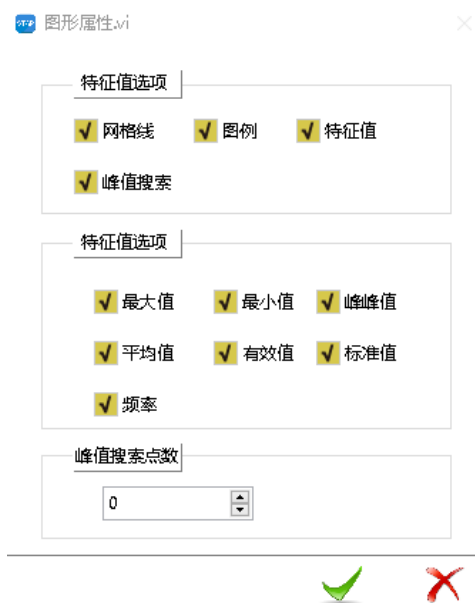 图形属性.vi
特征值选项
网格线 图例 特征值
峰值搜索
特征值选项
最大值 最小值 峰峰值
平均值 有效值 标准值
频率
峰值搜索点数
0